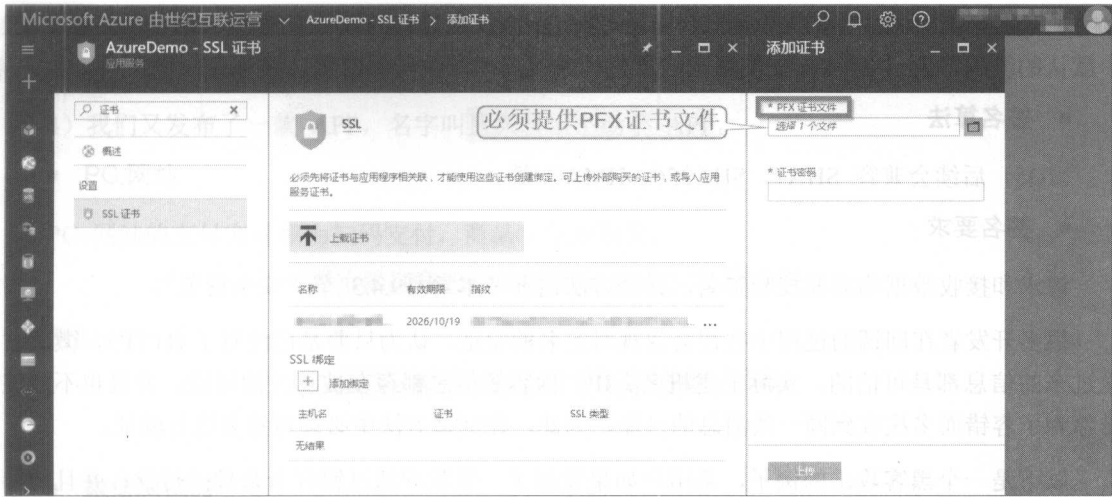 Microsoft Azure 由世纪互联运营 AzureDemo - SSL 证书 > 添加证书
AzureDemo - SSL 证书
应用服务
证书
概述
设置
SSL 证书
SSL
必须提供PFX证书文件
必须先将证书与应用程序相关联，才能使用这些证书创建绑定。可上传外部购买的证书，或导入应用
服务证书。
上载证书
名称 有效期限 指纹
2026/10/19 ...
SSL 绑定
+ 添加绑定
主机名 证书 SSL 类型
无结果
添加证书
* PFX 证书文件
选择 1 个文件
* 证书密码
上传